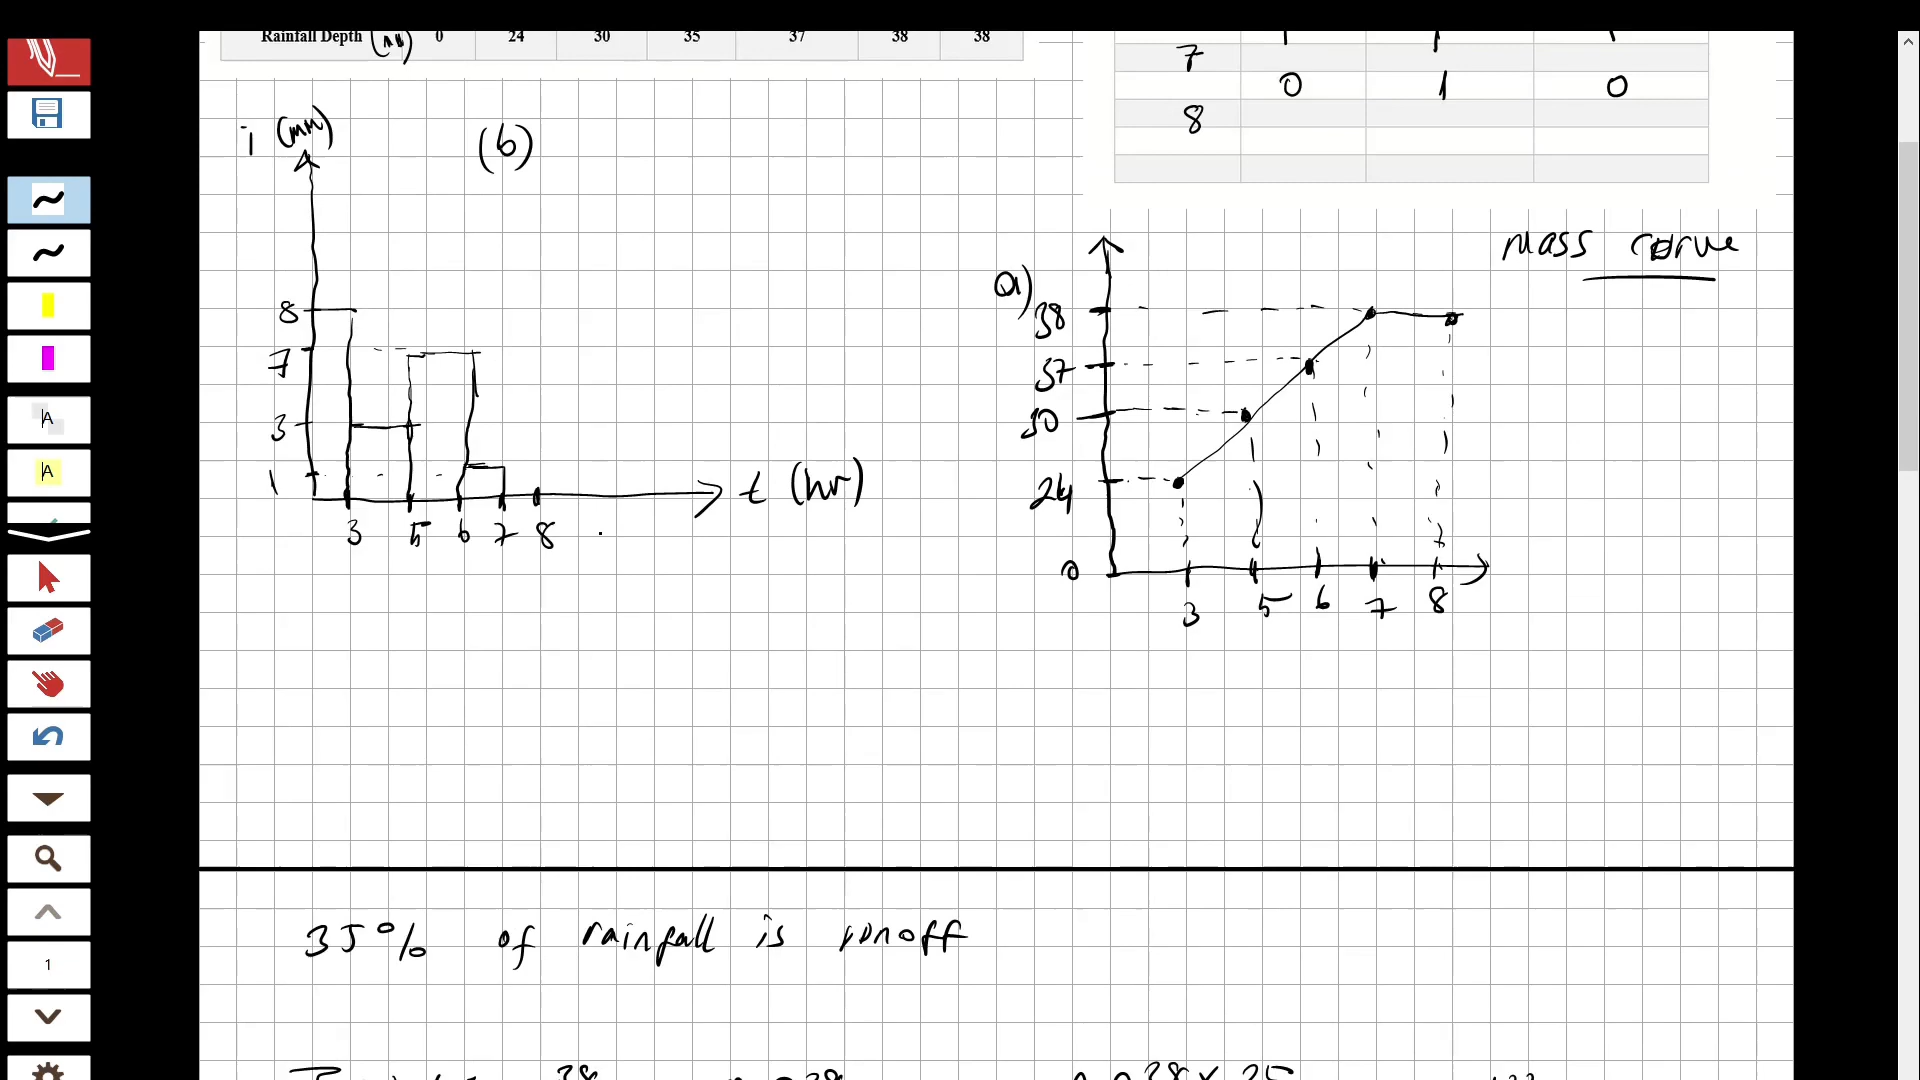 Rainfall Depth (mm) 0 24 30 35 37 38 38
7
0 1 0
8
i (mm)
(b)
8
7
3
1
3 5 6 7 8
t (hr)
mass curve
a)
38
37
30
24
0
3 5 6 7 8
35% of rainfall is runoff
A
A
1